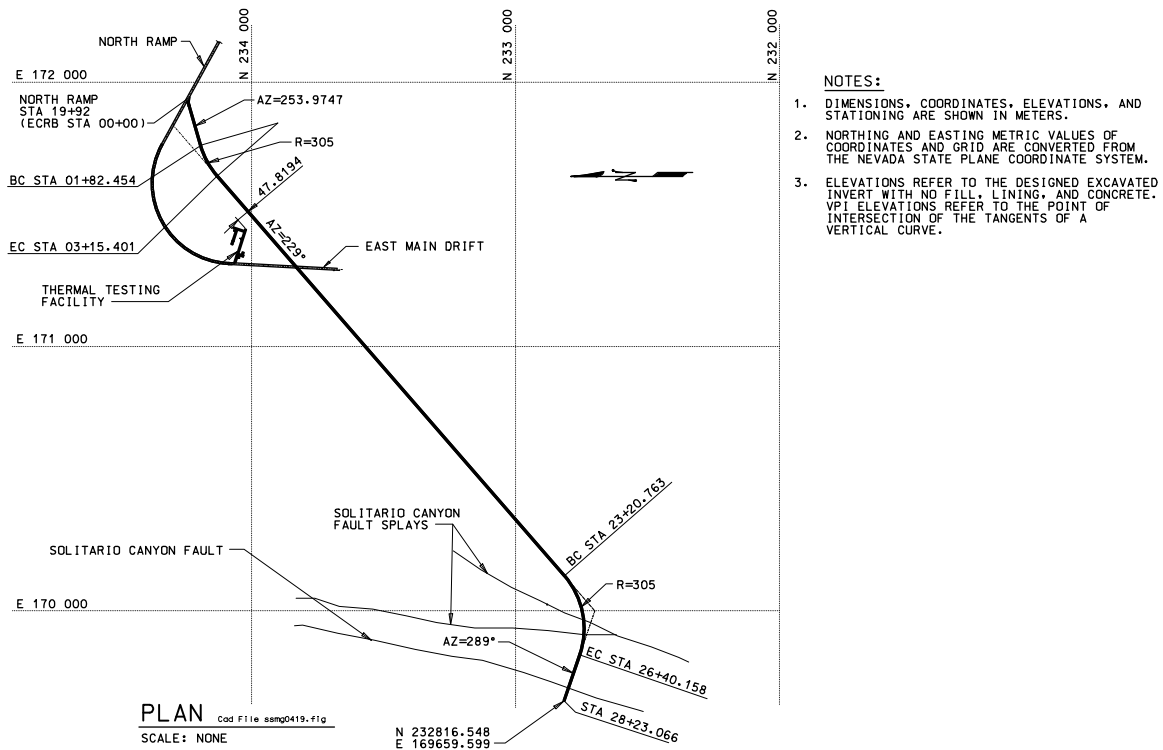 NORTH RAMP
N 234 000
N 233 000
N 232 000
E 172 000
NORTH RAMP
STA 19+92
(ECRB STA 00+00)
AZ=253.9747
R=305
BC STA 01+82.454
47.8194
AZ=229°
EC STA 03+15.401
EAST MAIN DRIFT
THERMAL TESTING
FACILITY
N
E 171 000
SOLITARIO CANYON
FAULT SPLAYS
SOLITARIO CANYON FAULT
BC STA 23+20.763
R=305
E 170 000
AZ=289°
EC STA 26+40.158
STA 28+23.066
N 232816.548
E 169659.599
PLAN Cad File ssmg0419.fig
SCALE: NONE
NOTES:
1. DIMENSIONS, COORDINATES, ELEVATIONS, AND
STATIONING ARE SHOWN IN METERS.
2. NORTHING AND EASTING METRIC VALUES OF
COORDINATES AND GRID ARE CONVERTED FROM
THE NEVADA STATE PLANE COORDINATE SYSTEM.
3. ELEVATIONS REFER TO THE DESIGNED EXCAVATED
INVERT WITH NO FILL, LINING, AND CONCRETE.
VPI ELEVATIONS REFER TO THE POINT OF
INTERSECTION OF THE TANGENTS OF A
VERTICAL CURVE.